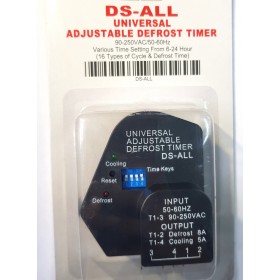 DS-ALL
UNIVERSAL
ADJUSTABLE DEFROST TIMER
90-250VAC/50-60Hz
Various Time Setting From 6-24 Hour
(16 Types of Cycle & Defrost Time)
DS-ALL
UNIVERSAL
ADJUSTABLE
DEFROST TIMER
DS-ALL
Cooling
Time Keys
Reset
Defrost
INPUT
50-60HZ
T1-3 90-250VAC
OUTPUT
T1-2 Defrost 8A
T1-4 Cooling 5A
3 4 1 2